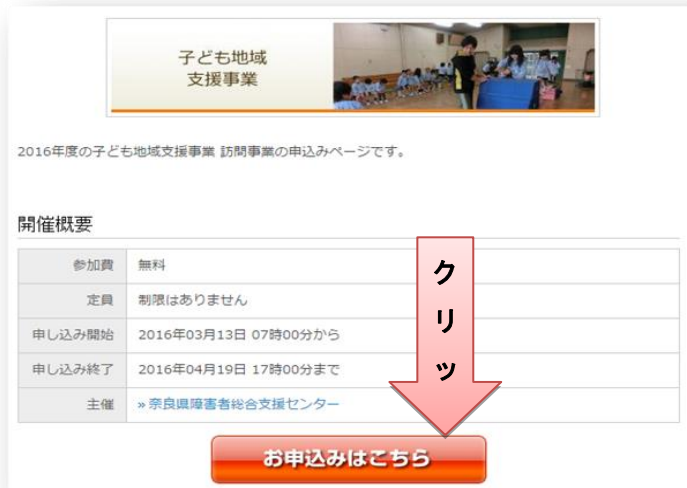 子ども地域
支援事業
2016年度の子ども地域支援事業 訪問事業の申込みページです。
開催概要
参加費 無料
定員 制限はありません
申し込み開始 2016年03月13日 07時00分から
申し込み終了 2016年04月19日 17時00分まで
主催 » 奈良県障害者総合支援センター
クリッ
お申込みはこちら